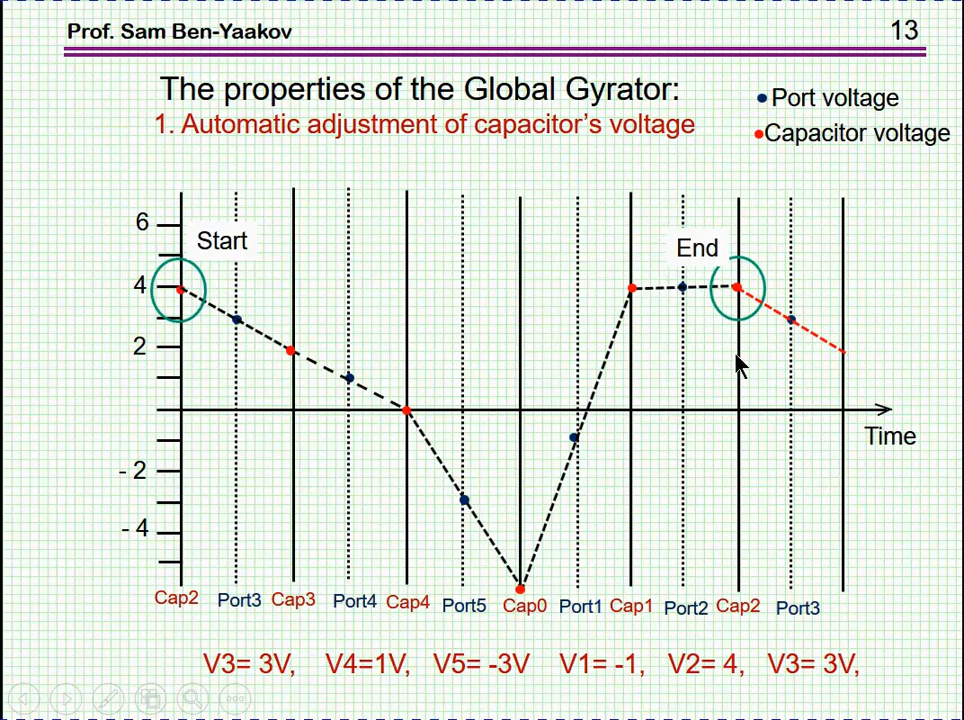 Prof. Sam Ben-Yaakov
13
The properties of the Global Gyrator:
1. Automatic adjustment of capacitor’s voltage
Port voltage
Capacitor voltage
6
4
2
- 2
- 4
Start
End
Time
Cap2 Port3 Cap3 Port4 Cap4 Port5 Cap0 Port1 Cap1 Port2 Cap2 Port3
V3= 3V, V4=1V, V5= -3V V1= -1, V2= 4, V3= 3V,